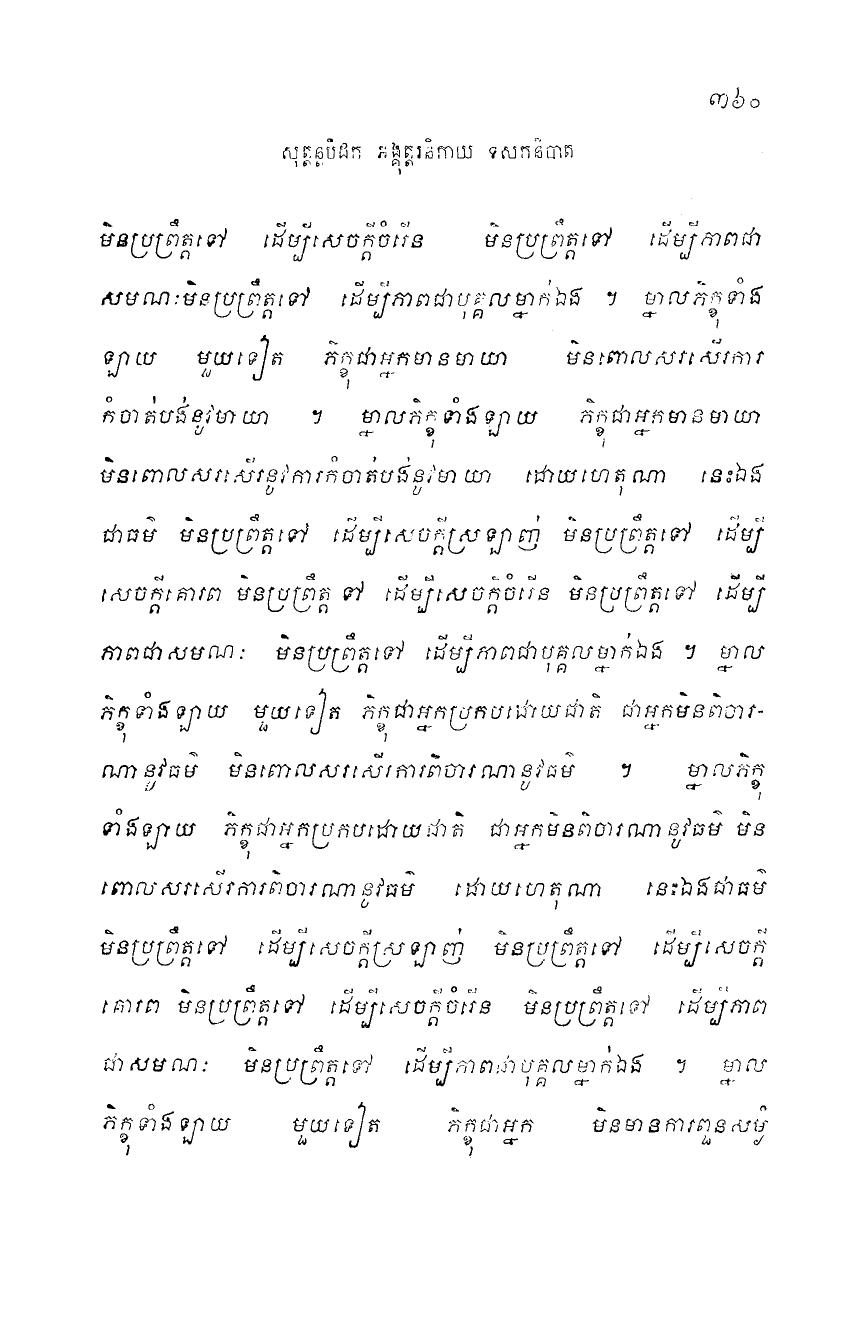 ៣៦០
សុត្តន្តបិដក អង្គុត្តរនិកាយ ទសកនិបាត
មិនប្រព្រឹត្តទៅ ដើម្បីសេចក្តីចំរើន មិនប្រព្រឹត្តទៅ ដើម្បីភាពជា
សមណៈមិនប្រព្រឹត្តទៅ ដើម្បីភាពជាបុគ្គលម្នាក់ឯង ។ ម្នាលភិក្ខុទាំង
ឡាយ មួយទៀត ភិក្ខុជាអ្នកមានមាយា មិនពោលសរសើរការ
កំចាត់បង់នូវមាយា ។ ម្នាលភិក្ខុទាំងឡាយ ភិក្ខុជាអ្នកមានមាយា
មិនពោលសរសើរនូវការកំចាត់បង់នូវមាយា ដោយហេតុណា នេះឯង
ជាធម៌ មិនប្រព្រឹត្តទៅ ដើម្បីសេចក្តីស្រឡាញ់ មិនប្រព្រឹត្តទៅ ដើម្បី
សេចក្តីគោរព មិនប្រព្រឹត្ត ទៅ ដើម្បីសេចក្តីចំរើន មិនប្រព្រឹត្តទៅ ដើម្បី
ភាពជាសមណៈ មិនប្រព្រឹត្តទៅ ដើម្បីភាពជាបុគ្គលម្នាក់ឯង ។ ម្នាល
ភិក្ខុទាំងឡាយ មួយទៀត ភិក្ខុជាអ្នកប្រកបដោយជាតិ ជាអ្នកមិនពិចារ-
ណានូវធម៌ មិនពោលសរសើរការពិចារណានូវធម៌ ។ ម្នាលភិក្ខុ
ទាំងឡាយ ភិក្ខុជាអ្នកប្រកបដោយជាតិ ជាអ្នកមិនពិចារណានូវធម៌ មិន
ពោលសរសើរការពិចារណានូវធម៌ ដោយហេតុណា នេះឯងជាធម៌
មិនប្រព្រឹត្តទៅ ដើម្បីសេចក្តីស្រឡាញ់ មិនប្រព្រឹត្តទៅ ដើម្បីសេចក្តី
គោរព មិនប្រព្រឹត្តទៅ ដើម្បីសេចក្តីចំរើន មិនប្រព្រឹត្តទៅ ដើម្បីភាព
ជាសមណៈ មិនប្រព្រឹត្តទៅ ដើម្បីភាពជាបុគ្គលម្នាក់ឯង ។ ម្នាល
ភិក្ខុទាំងឡាយ មួយទៀត ភិក្ខុជាអ្នក មិនមានការពួនសម្ងំ